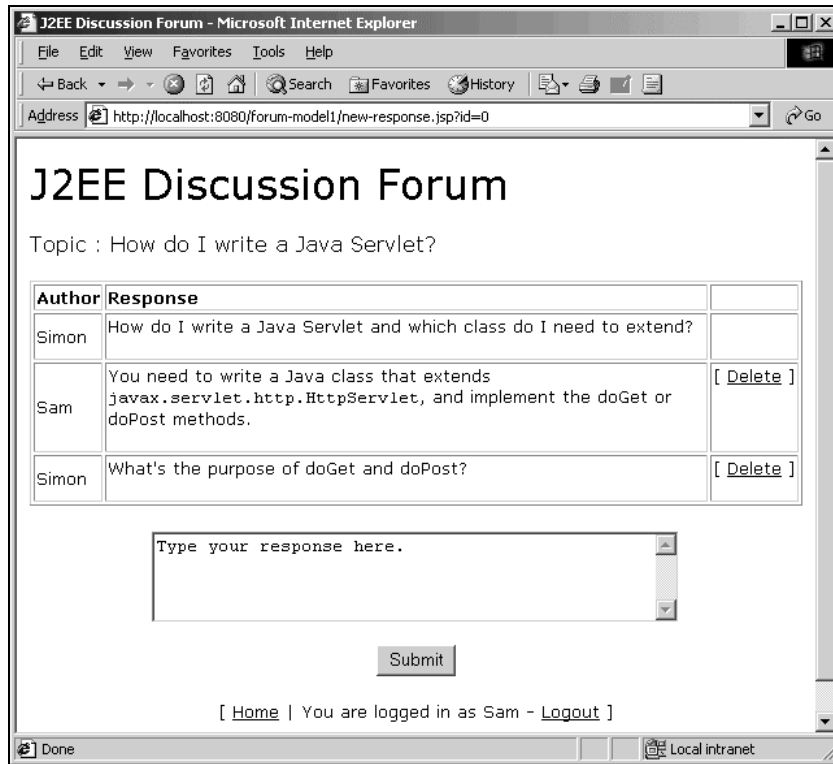 J2EE Discussion Forum - Microsoft Internet Explorer
File Edit View Favorites Tools Help
Back Search Favorites History
Address http://localhost:8080/forum-model1/new-response.jsp?id=0 Go
J2EE Discussion Forum
Topic : How do I write a Java Servlet?
Author Response
Simon How do I write a Java Servlet and which class do I need to extend?
You need to write a Java class that extends [ Delete ]
javax.servlet.http.HttpServlet, and implement the doGet or
Sam doPost methods.
Simon What's the purpose of doGet and doPost? [ Delete ]
Type your response here.
Submit
[ Home | You are logged in as Sam - Logout ]
Done Local intranet